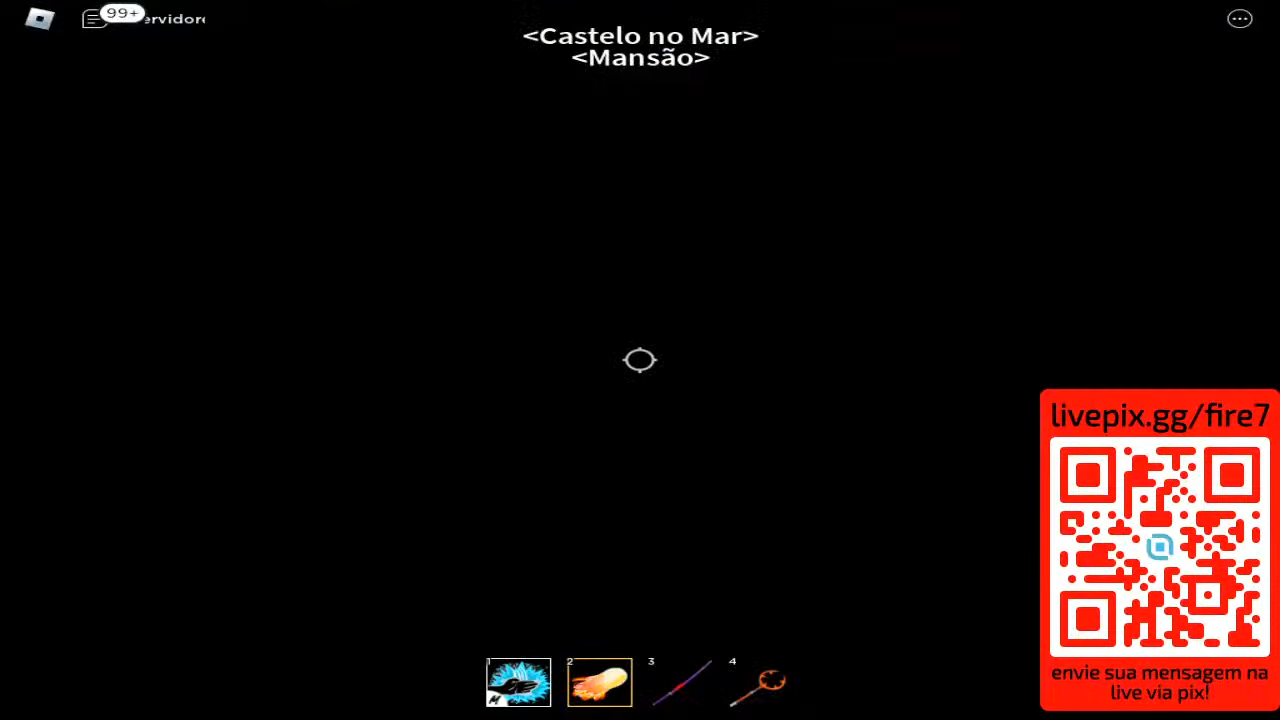 99+
ervidore
<Castelo no Mar>
<Mansão>
livepix.gg/fire7
envie sua mensagem na
live via pix!
1
2
3
4